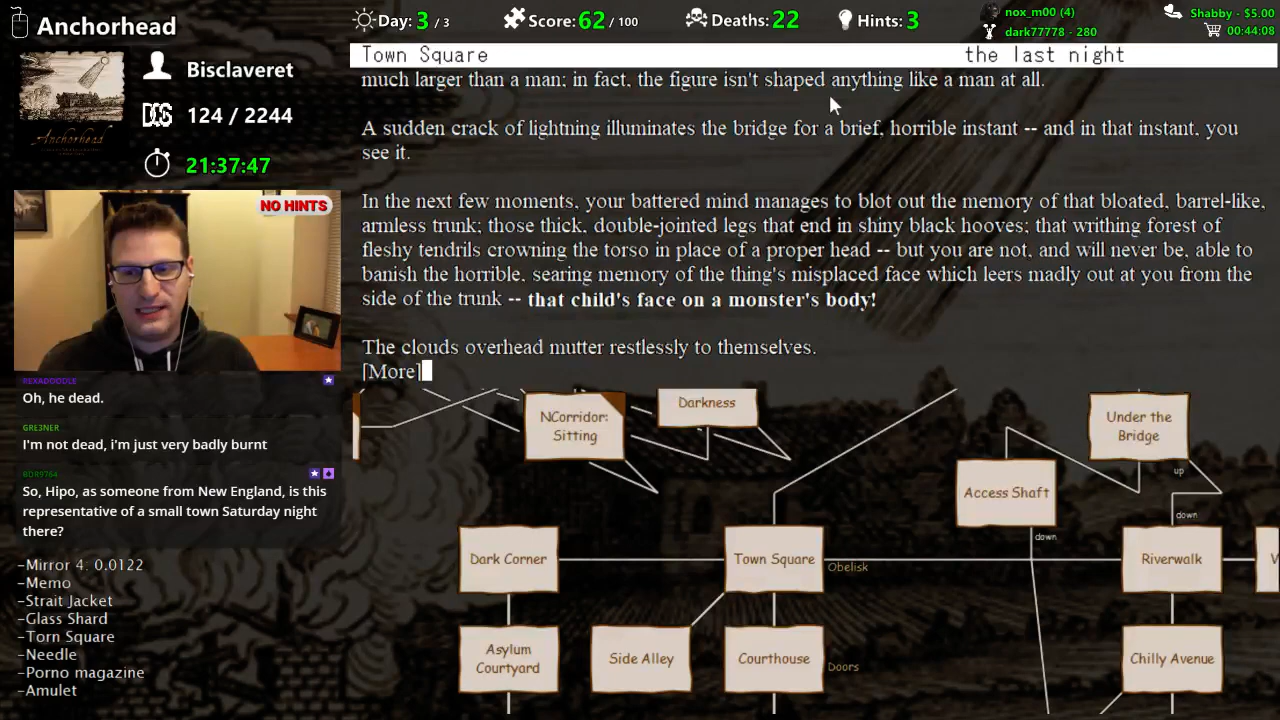 Anchorhead
Day: 3 / 3
Score: 62 / 100
Deaths: 22
Hints: 3
nox_m00 (4)
dark77778 - 280
Shabby - $5.00
00:44:08
Anchorhead
Bisclaveret
DCS 124 / 2244
21:37:47
NO HINTS
Town Square the last night
much larger than a man; in fact, the figure isn't shaped anything like a man at all.
A sudden crack of lightning illuminates the bridge for a brief, horrible instant -- and in that instant, you
see it.
In the next few moments, your battered mind manages to blot out the memory of that bloated, barrel-like,
armless trunk; those thick, double-jointed legs that end in shiny black hooves; that writhing forest of
fleshy tendrils crowning the torso in place of a proper head -- but you are not, and will never be, able to
banish the horrible, searing memory of the thing's misplaced face which leers madly out at you from the
side of the trunk -- that child's face on a monster's body!
The clouds overhead mutter restlessly to themselves.
[More]
REXADOODLE
Oh, he dead.
GRE3NER
I'm not dead, i'm just very badly burnt
BDB9764
So, Hipo, as someone from New England, is this
representative of a small town Saturday night
there?
-Mirror 4. 0.0122
-Memo
-Strait Jacket
-Glass Shard
-Torn Square
-Needle
-Porno magazine
-Amulet
NCorridor:
Sitting
Darkness
Under the
Bridge
up
Access Shaft
down
down
Dark Corner
Town Square
Obelisk
Riverwalk
Asylum
Courtyard
Side Alley
Courthouse
Doors
Chilly Avenue